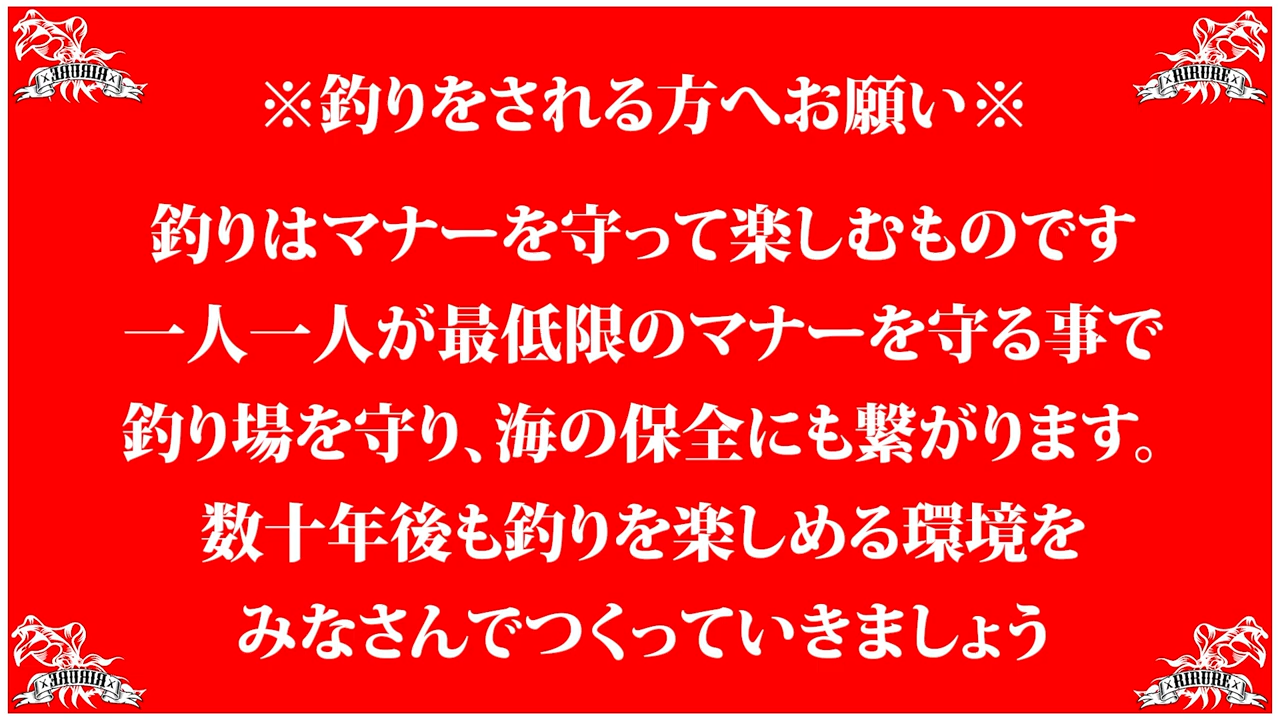 ※釣りをされる方へお願い※
釣りはマナーを守って楽しむものです
一人一人が最低限のマナーを守る事で
釣り場を守り、海の保全にも繋がります。
数十年後も釣りを楽しめる環境を
みなさんでつくっていきましょう
RIRURE
RIRURE
RIRURE
RIRURE